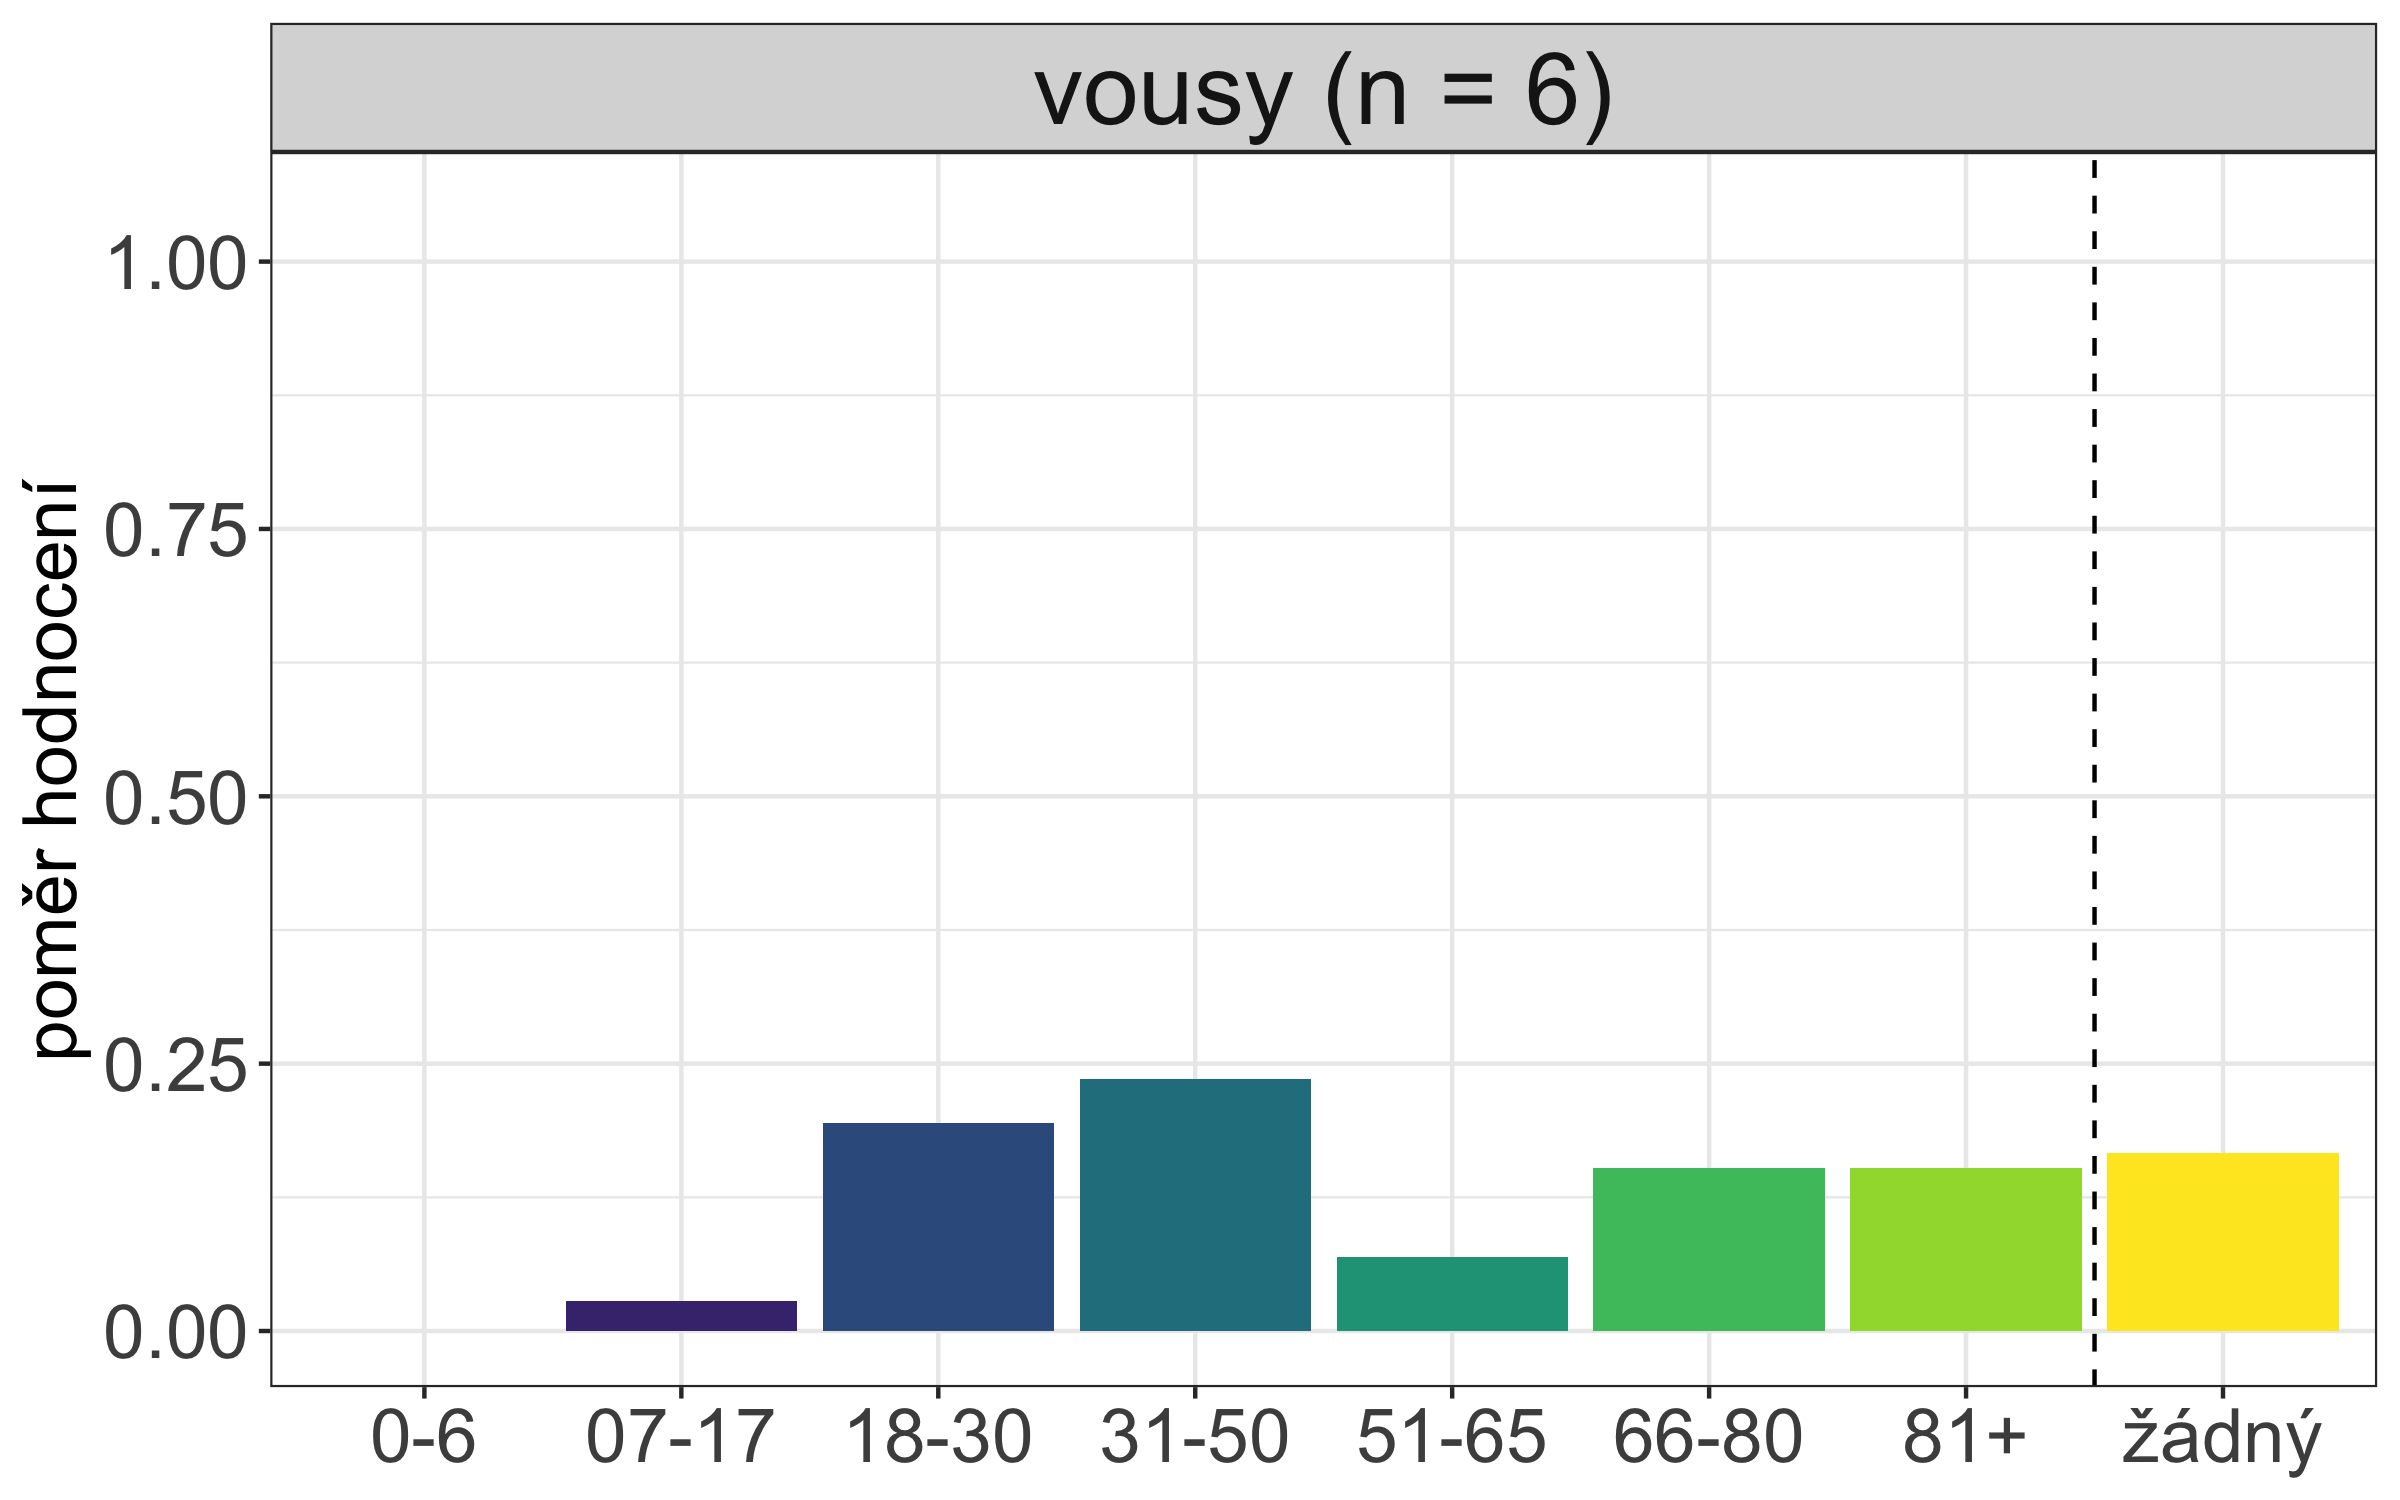 vousy (n = 6)
poměr hodnocení
1.00
0.75
0.50
0.25
0.00
0-6 07-17 18-30 31-50 51-65 66-80 81+ žádný